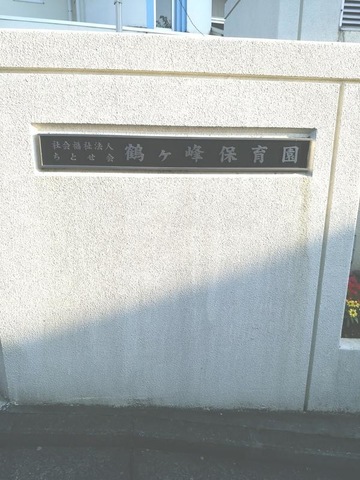 社会福祉法人
ちとせ会
鶴ヶ峰保育園